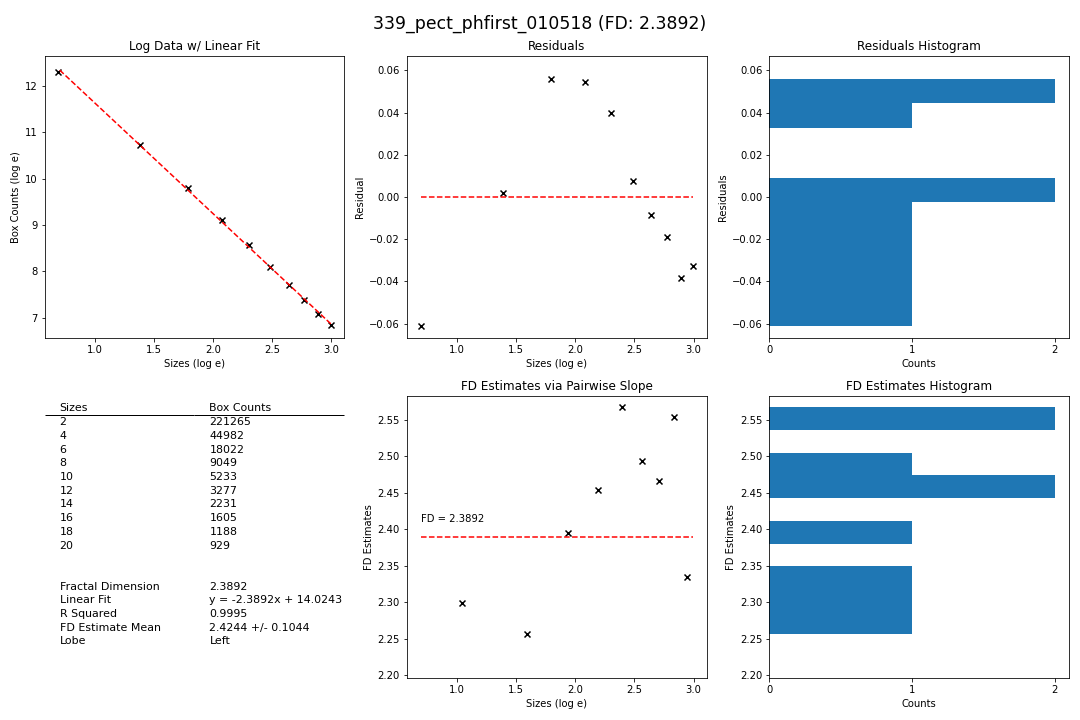 339_pect_phfirst_010518 (FD: 2.3892)
Log Data w/ Linear Fit
12
11
10
9
8
7
Box Counts (log e)
1.0 1.5 2.0 2.5 3.0
Sizes (log e)
Residuals
0.06
0.04
0.02
0.00
−0.02
−0.04
−0.06
Residual
1.0 1.5 2.0 2.5 3.0
Sizes (log e)
Residuals Histogram
0.06
0.04
0.02
0.00
−0.02
−0.04
−0.06
Residuals
0 1 2
Counts
Sizes Box Counts
2 221265
4 44982
6 18022
8 9049
10 5233
12 3277
14 2231
16 1605
18 1188
20 929
Fractal Dimension 2.3892
Linear Fit y = -2.3892x + 14.0243
R Squared 0.9995
FD Estimate Mean 2.4244 +/- 0.1044
Lobe Left
FD Estimates via Pairwise Slope
2.55
2.50
2.45
2.40
2.35
2.30
2.25
2.20
FD Estimates
FD = 2.3892
1.0 1.5 2.0 2.5 3.0
Sizes (log e)
FD Estimates Histogram
2.55
2.50
2.45
2.40
2.35
2.30
2.25
2.20
FD Estimates
0 1 2
Counts